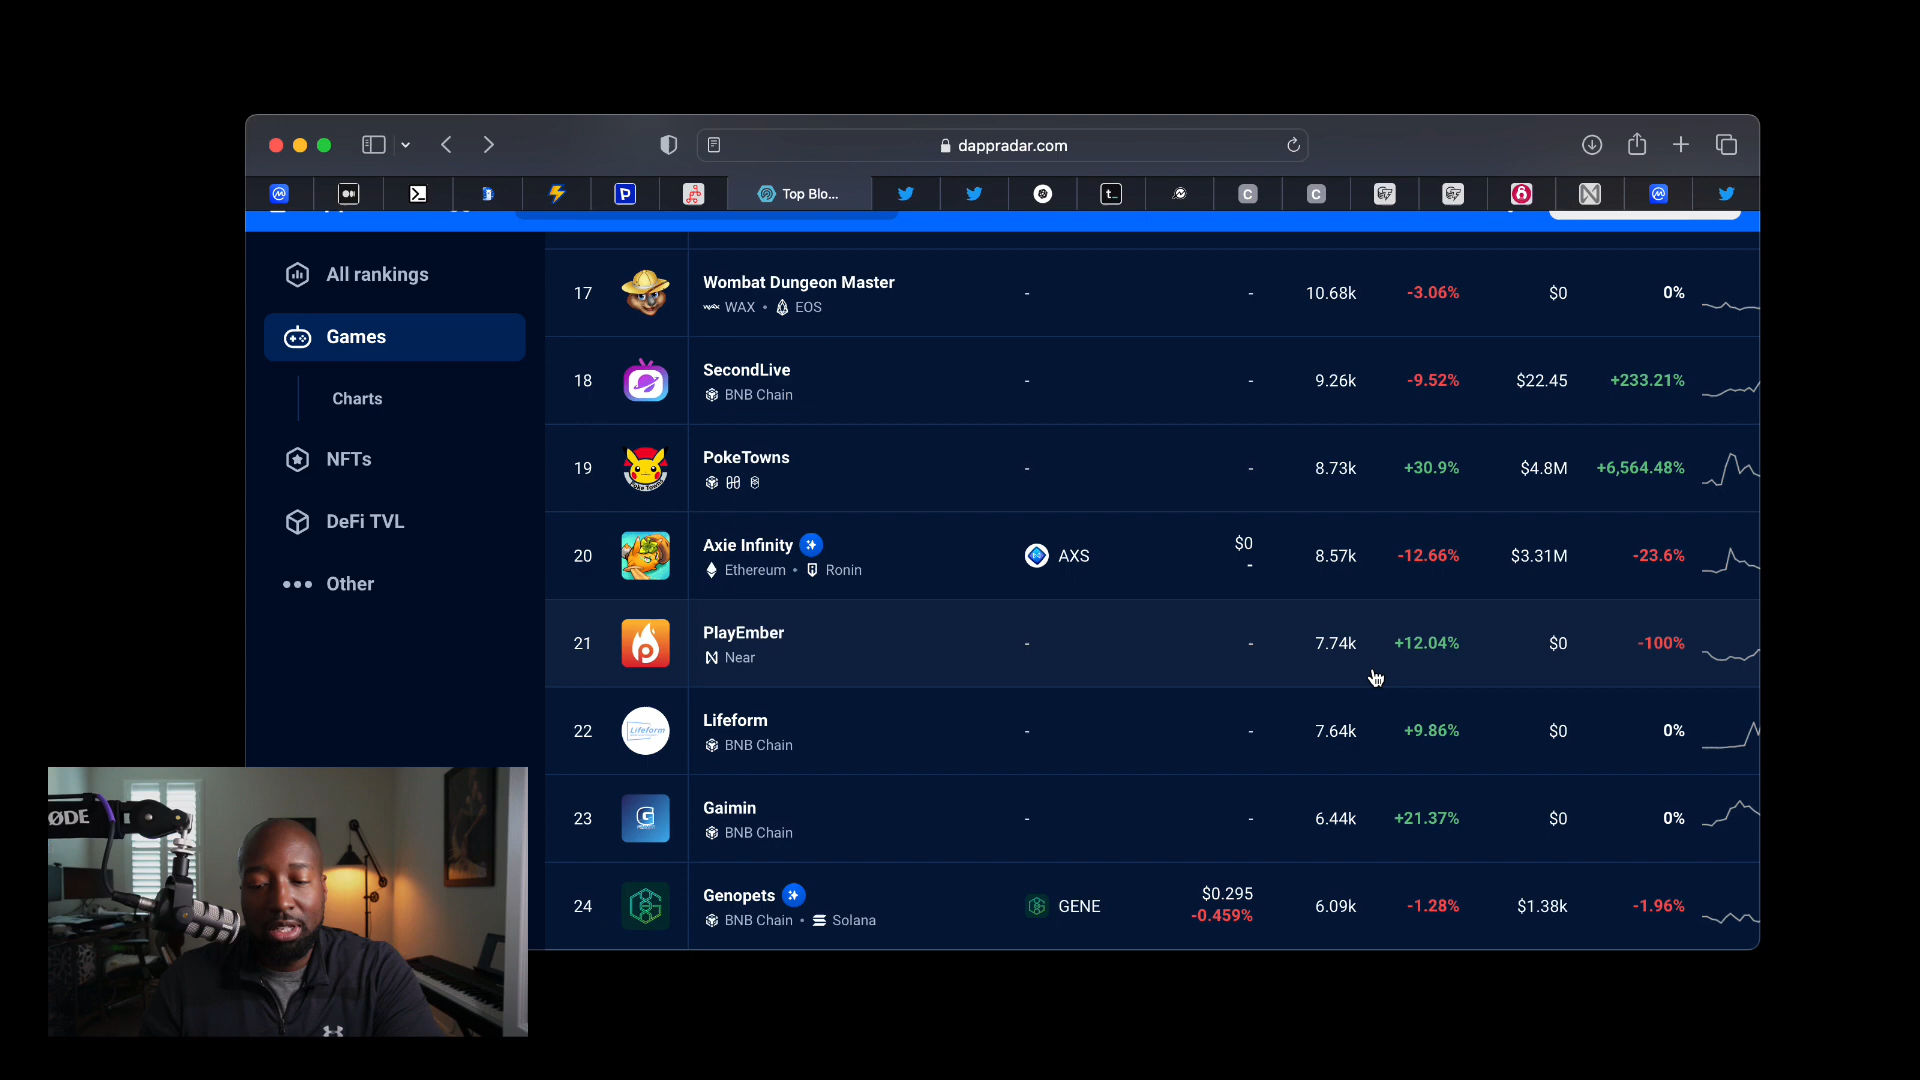 dappradar.com
Top Blo...
All rankings
Games
Charts
NFTs
DeFi TVL
Other
17 Wombat Dungeon Master - - 10.68k -3.06% $0 0%
WAX • EOS
18 SecondLive - - 9.26k -9.52% $22.45 +233.21%
BNB Chain
19 PokeTowns - - 8.73k +30.9% $4.8M +6,564.48%
20 Axie Infinity AXS $0 - 8.57k -12.66% $3.31M -23.6%
Ethereum • Ronin
21 PlayEmber - - 7.74k +12.04% $0 -100%
Near
22 Lifeform - - 7.64k +9.86% $0 0%
Lifeform
BNB Chain
23 Gaimin - - 6.44k +21.37% $0 0%
BNB Chain
24 Genopets GENE $0.295 6.09k -1.28% $1.38k -1.96%
-0.459%
BNB Chain • Solana
RØDE